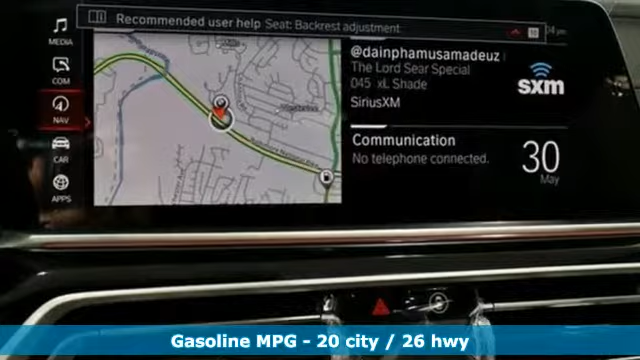 Recommended user help Seat: Backrest adjustment
MEDIA
COM
NAV
CAR
APPS
@dainphamusamadeuz
The Lord Sear Special
045 xL Shade
SiriusXM
sxm
Communication
No telephone connected.
30
May
Gasoline MPG - 20 city / 26 hwy